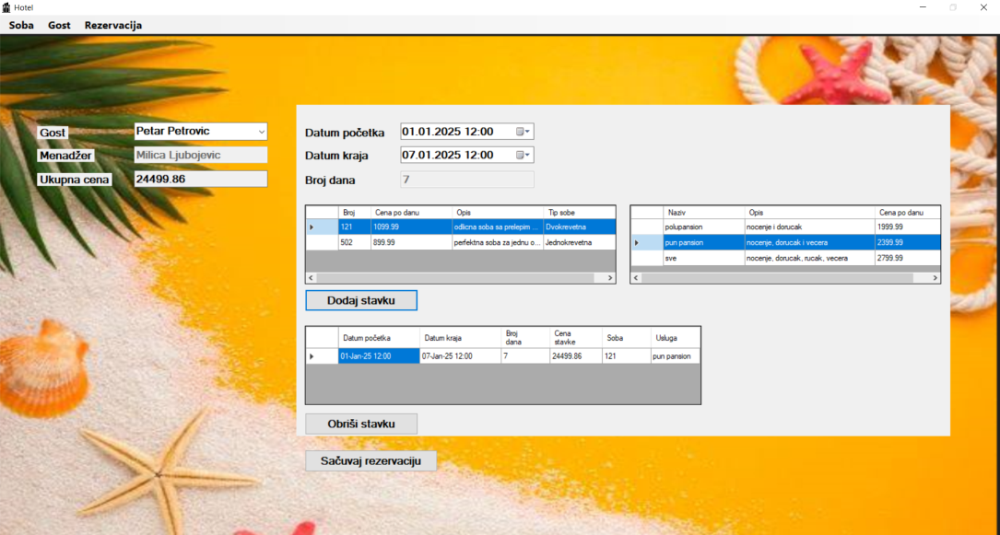 Hotel
Soba Gost Rezervacija
Gost Petar Petrovic
Menadžer Milica Ljubojevic
Ukupna cena 24499.86
Datum početka 01.01.2025 12:00
Datum kraja 07.01.2025 12:00
Broj dana 7
Broj Cena po danu Opis Tip sobe
121 1099.99 odlicna soba sa prelepim ... Dvokrevetna
502 899.99 perfektna soba za jednu o... Jednokrevetna
Naziv Opis Cena po danu
polupansion nocenje i dorucak 1999.99
pun pansion nocenje, dorucak i vecera 2399.99
sve nocenje, dorucak, rucak, vecera 2799.99
Dodaj stavku
Datum početka Datum kraja Broj dana Cena stavke Soba Usluga
01-Jan-25 12:00 07-Jan-25 12:00 7 24499.86 121 pun pansion
Obriši stavku
Sačuvaj rezervaciju